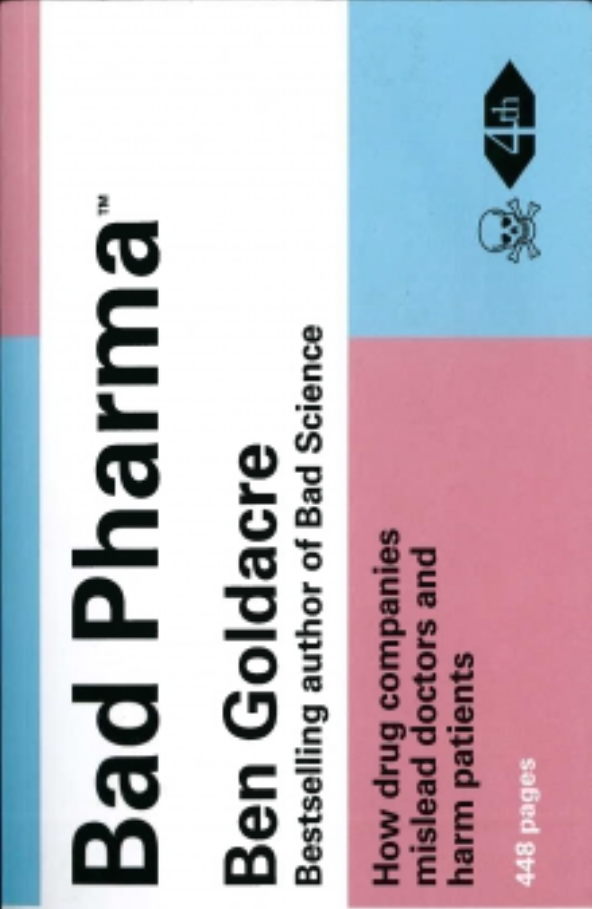 Bad Pharma™
Ben Goldacre
Bestselling author of Bad Science
How drug companies
mislead doctors and
harm patients
448 pages
4th